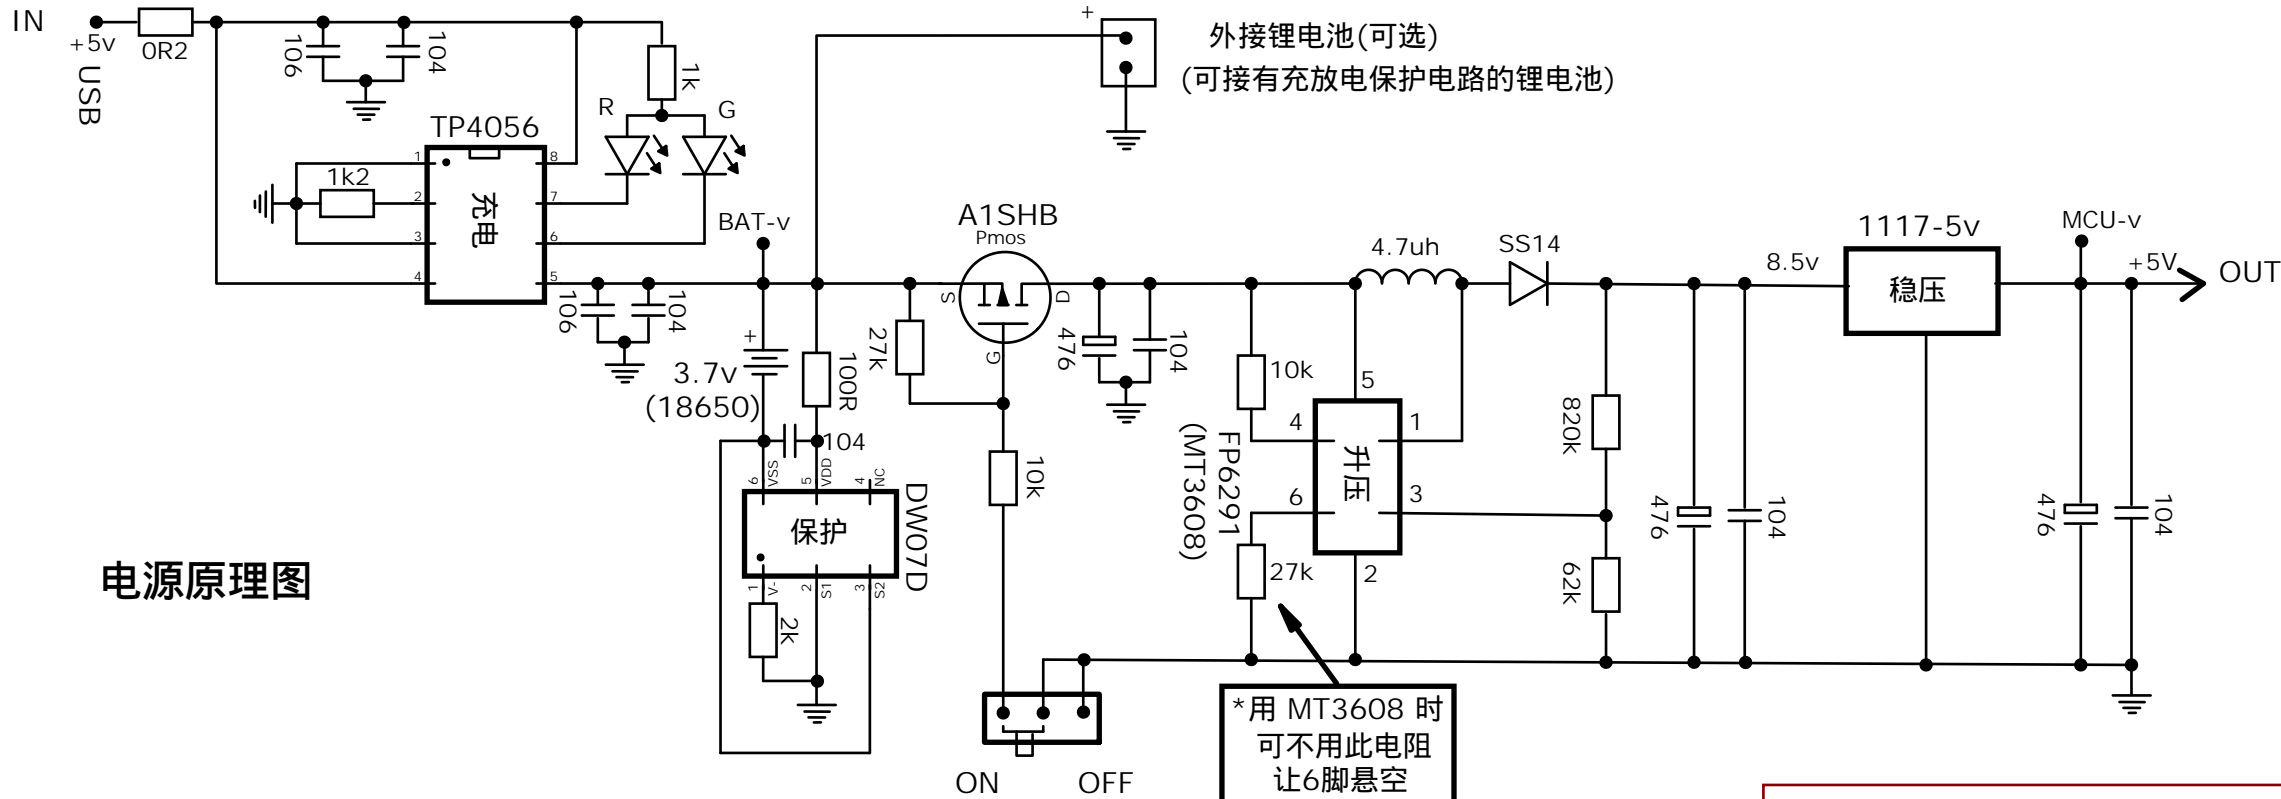 IN
+5v
USB
0R2
106
104
1k
R
G
TP4056
充电
1
2
3
4
8
7
6
5
1k2
106
104
BAT-v
+
外接锂电池(可选)
(可接有充放电保护电路的锂电池)
+
3.7v
(18650)
100R
104
27k
A1SHB
Pmos
S
D
G
476
104
10k
6
VSS
5
VDD
4
NC
保护
DW07D
1
V-
2
S1
3
S2
2k
电源原理图
ON
OFF
4.7uh
SS14
10k
5
4
1
6
3
2
升压
FP6291
(MT3608)
27k
*用 MT3608 时
可不用此电阻
让6脚悬空
820k
62k
476
104
8.5v
1117-5v
稳压
MCU-v
+5V
OUT
476
104